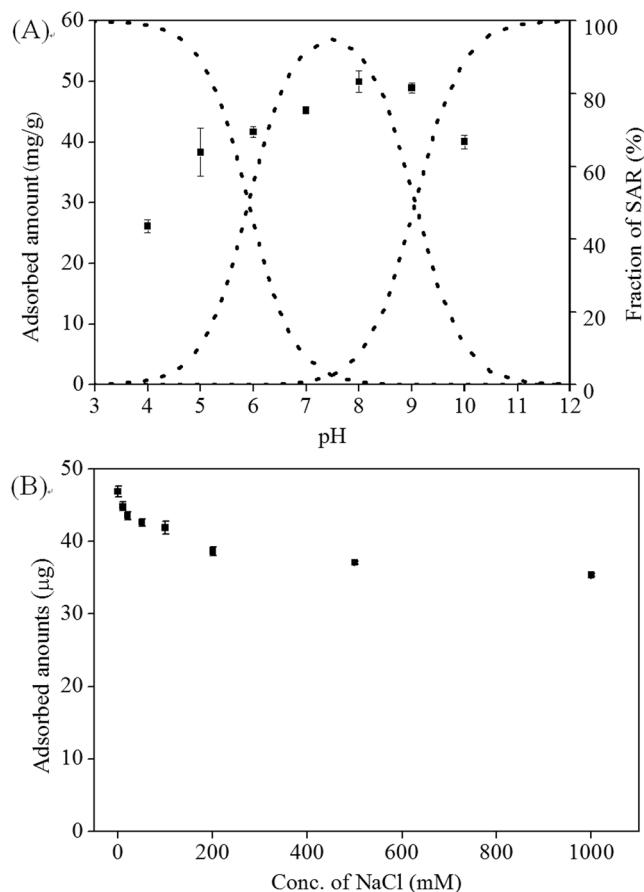 (A)
60
50
40
30
20
10
0
Adsorbed amount (mg/g)
100
80
60
40
20
0
Fraction of SAR (%)
3 4 5 6 7 8 9 10 11 12
pH
(B)
50
40
30
20
10
0
Adsorbed anounts (μg)
0 200 400 600 800 1000
Conc. of NaCl (mM)